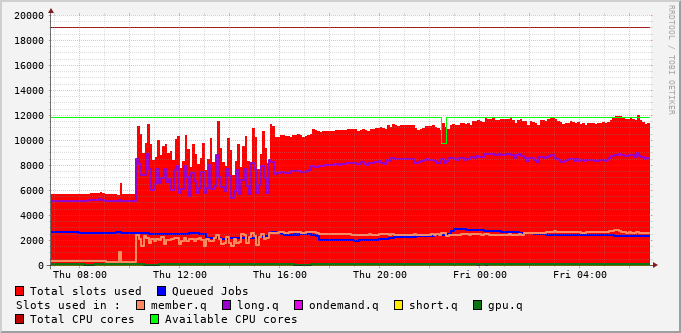 20000
18000
16000
14000
12000
10000
8000
6000
4000
2000
0
Thu 08:00 Thu 12:00 Thu 16:00 Thu 20:00 Fri 00:00 Fri 04:00
RRDTOOL / TOBI OETIKER
Total slots used Queued Jobs
Slots used in : member.q long.q ondemand.q short.q gpu.q
Total CPU cores Available CPU cores